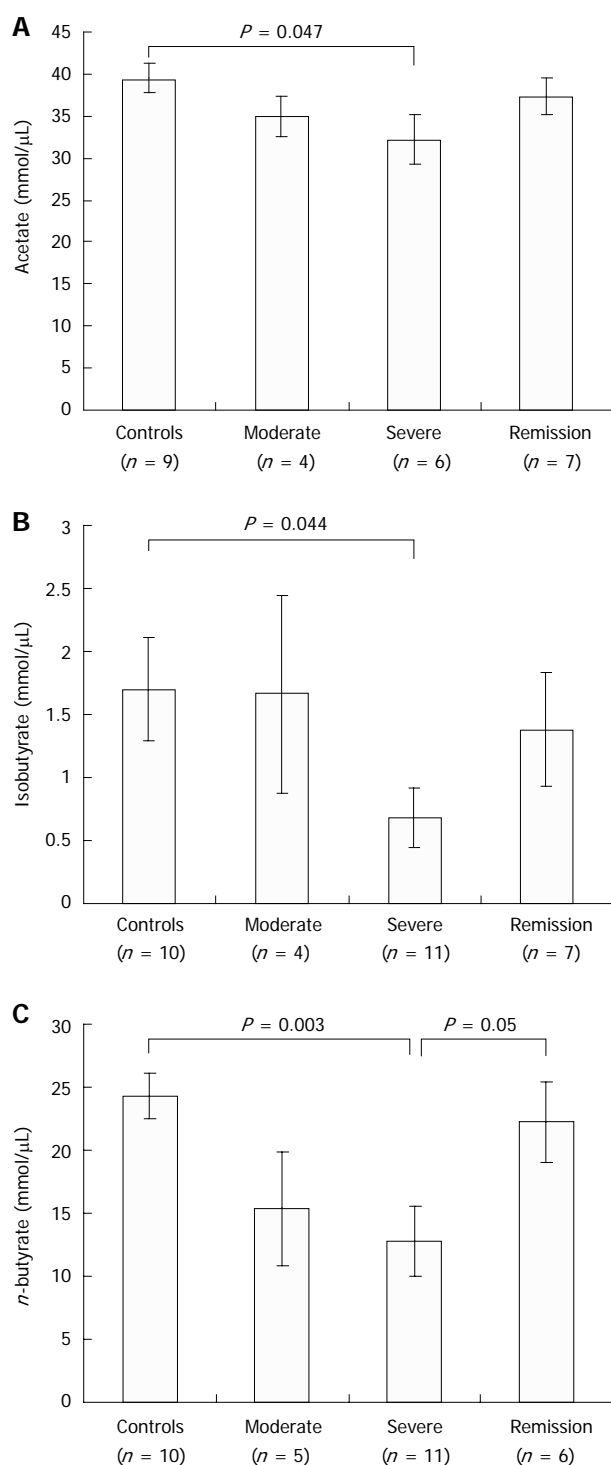 A
P = 0.047
45
40
35
30
25
20
15
10
5
0
Acetate (mmol/μL)
Controls Moderate Severe Remission
(n = 9) (n = 4) (n = 6) (n = 7)
B
P = 0.044
3
2.5
2
1.5
1
0.5
0
Isobutyrate (mmol/μL)
Controls Moderate Severe Remission
(n = 10) (n = 4) (n = 11) (n = 7)
C
P = 0.003 P = 0.05
30
25
20
15
10
5
0
n-butyrate (mmol/μL)
Controls Moderate Severe Remission
(n = 10) (n = 5) (n = 11) (n = 6)